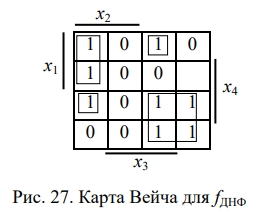 x₂
1 0 1 0
x₁
1 0 0
x₄
1 0 1 1
0 0 1 1
x₃
Рис. 27. Карта Вейча для fДНФ